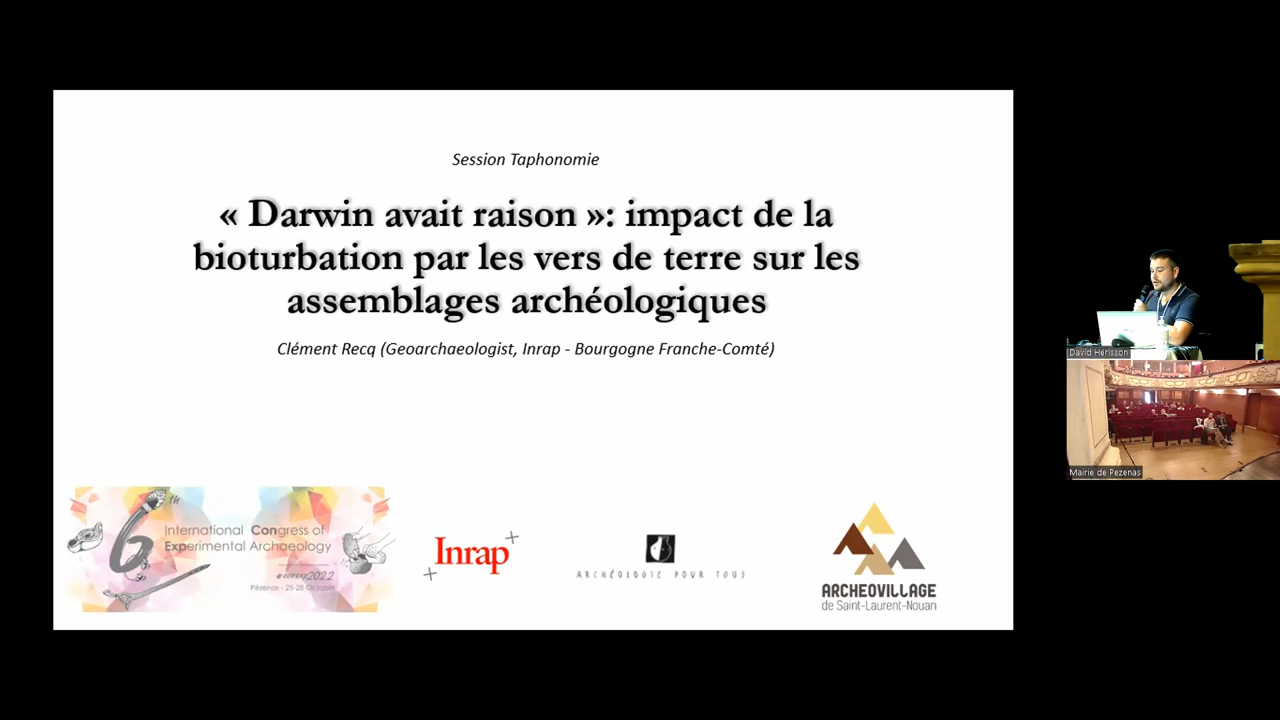 Session Taphonomie
« Darwin avait raison »: impact de la
bioturbation par les vers de terre sur les
assemblages archéologiques
Clément Recq (Geoarchaeologist, Inrap - Bourgogne Franche-Comté)
6th
International Congress of
Experimental Archaeology
2022
Pézenas - 25-28 Octobre
Inrap
ARCHÉOLOGIE POUR TOUS
ARCHEOVILLAGE
de Saint-Laurent-Nouan
David Hérisson
Mairie de Pezenas